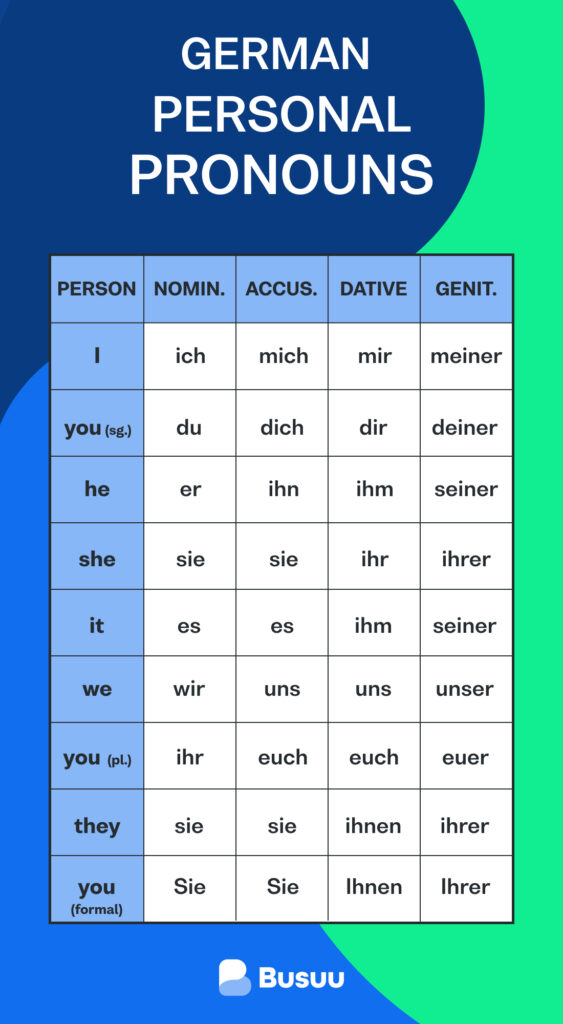 GERMAN
PERSONAL
PRONOUNS
PERSON NOMIN. ACCUS. DATIVE GENIT.
I ich mich mir meiner
you (sg.) du dich dir deiner
he er ihn ihm seiner
she sie sie ihr ihrer
it es es ihm seiner
we wir uns uns unser
you (pl.) ihr euch euch euer
they sie sie ihnen ihrer
you Sie Sie Ihnen Ihrer
(formal)
Busuu